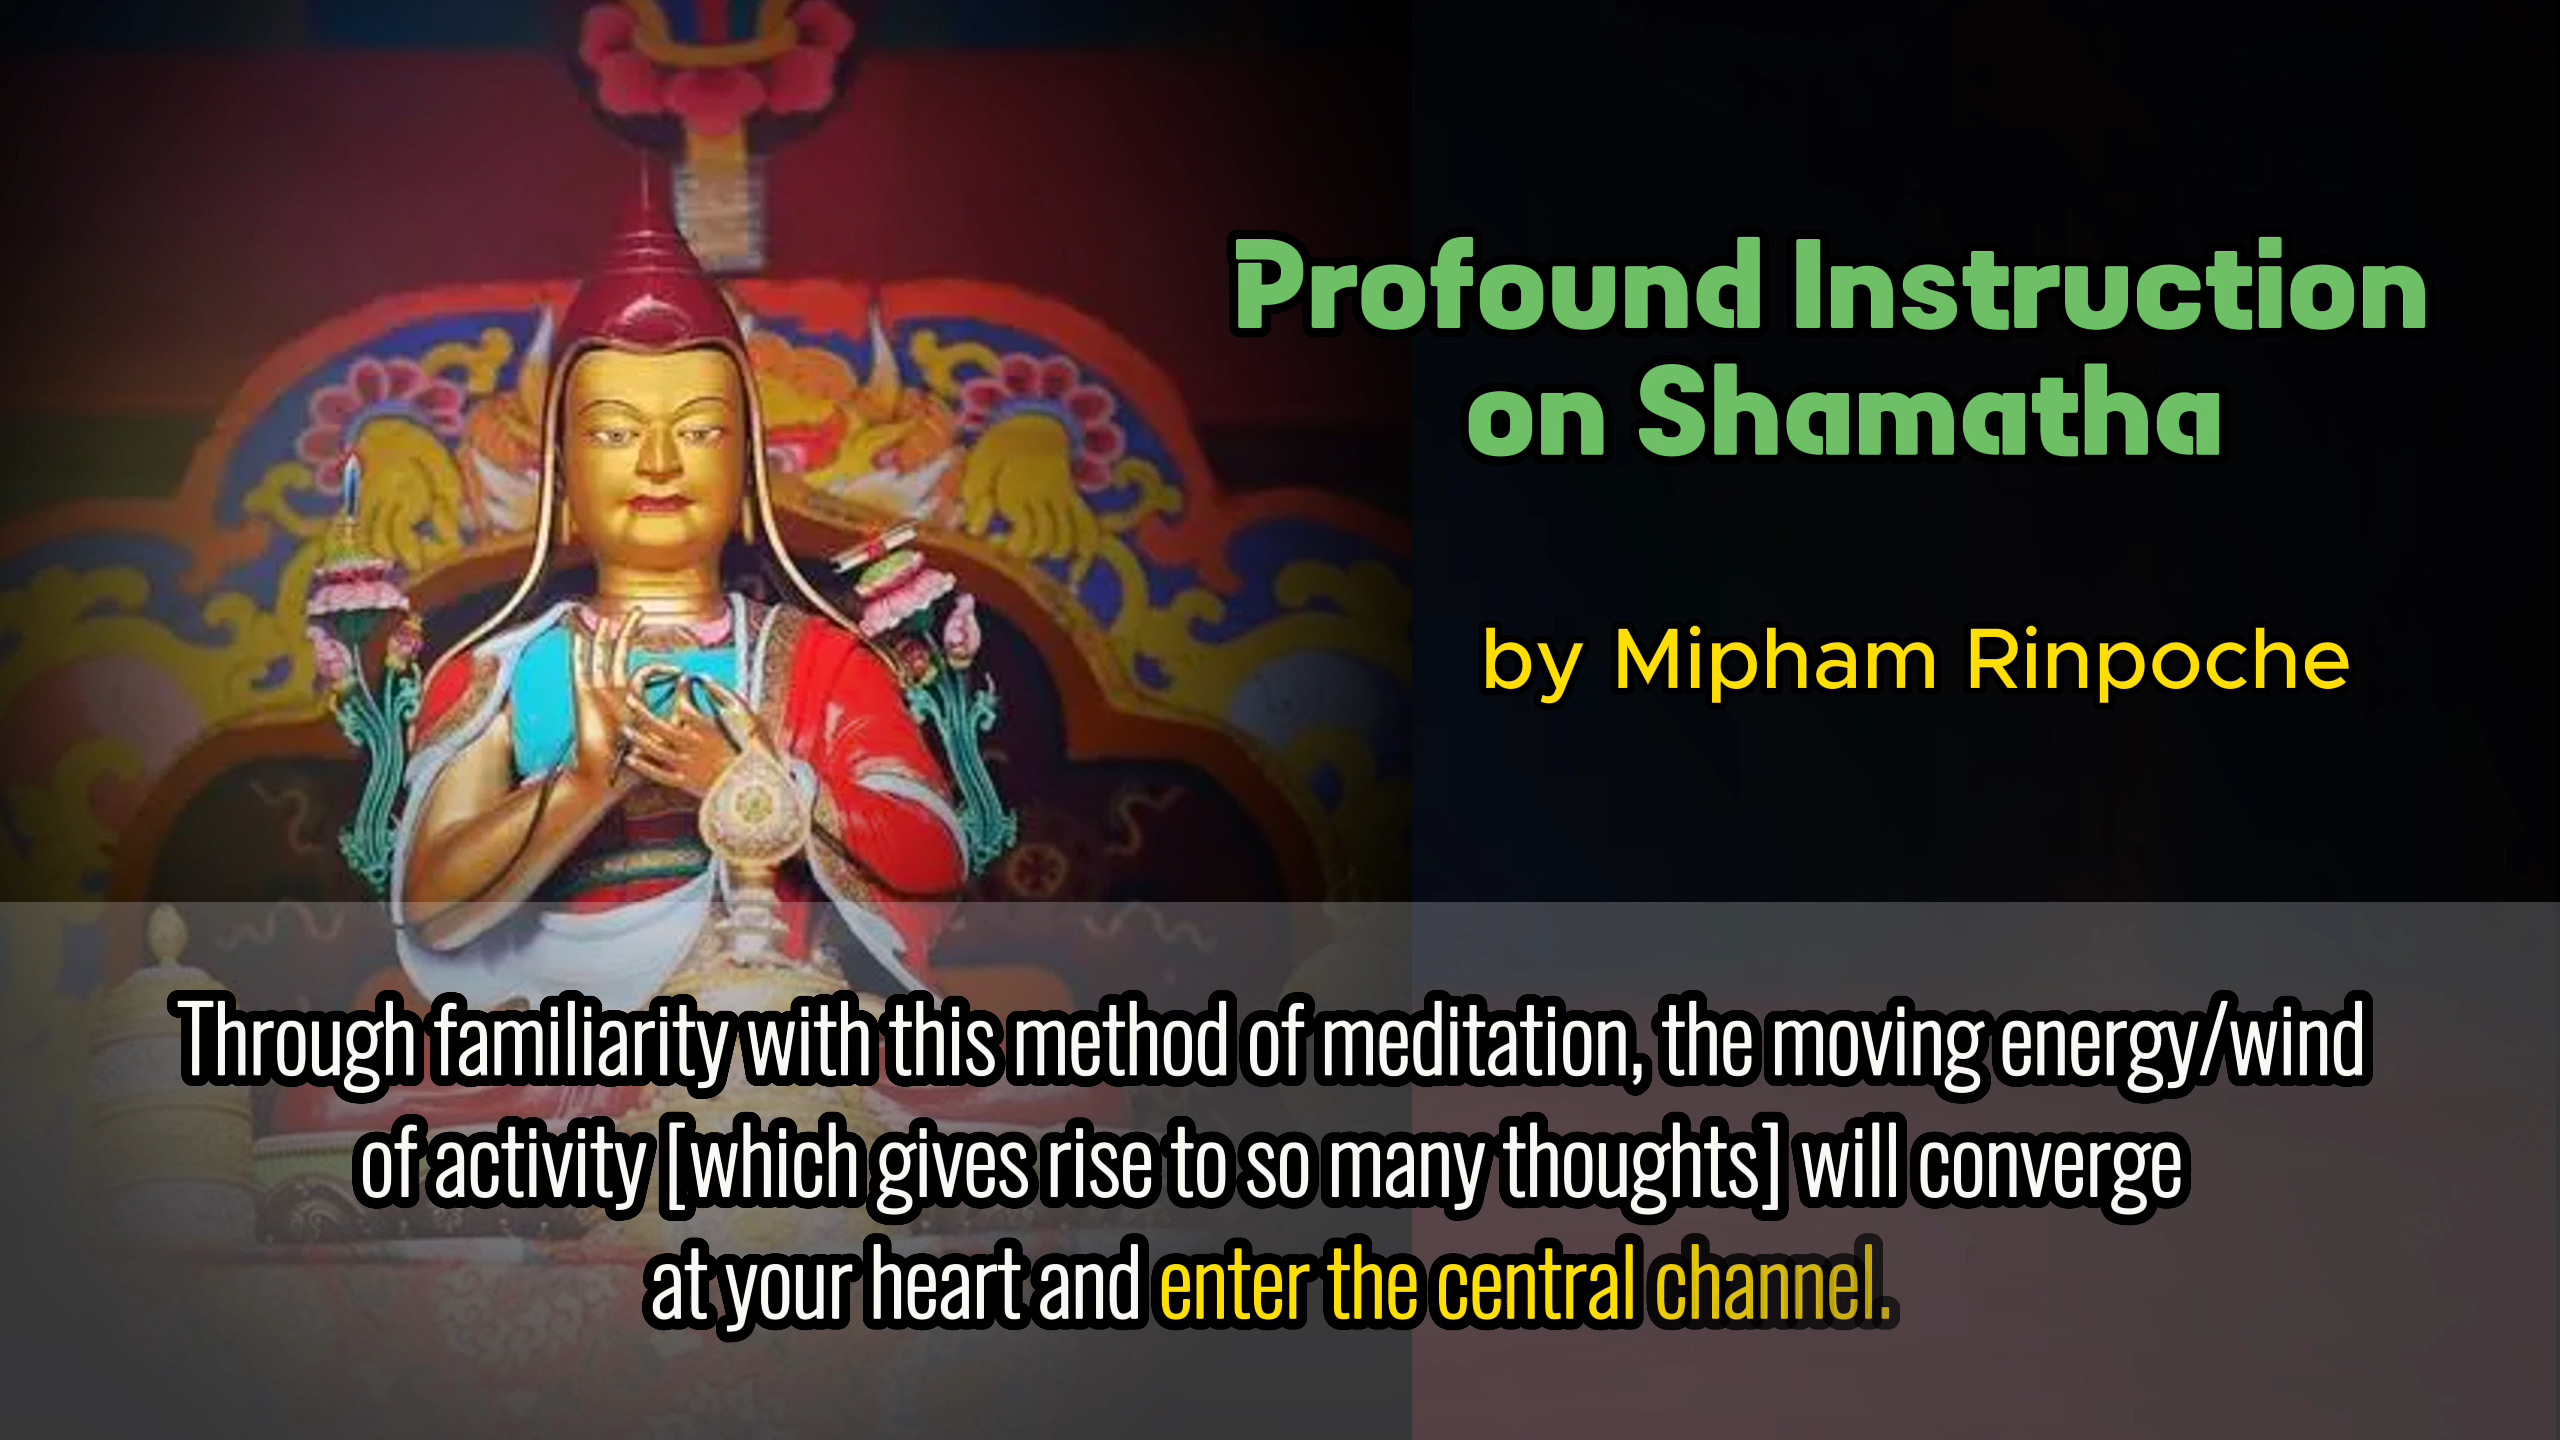 Profound Instruction
on Shamatha
by Mipham Rinpoche
Through familiarity with this method of meditation, the moving energy/wind
of activity [which gives rise to so many thoughts] will converge
at your heart and enter the central channel.